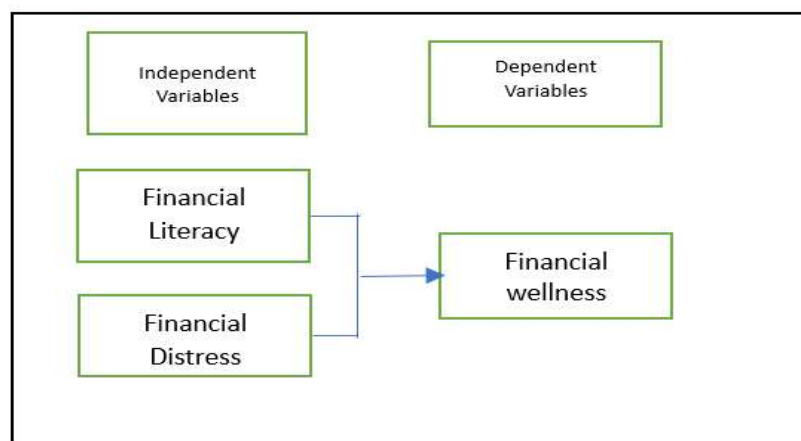 Independent
Variables
Dependent
Variables
Financial
Literacy
Financial
wellness
Financial
Distress